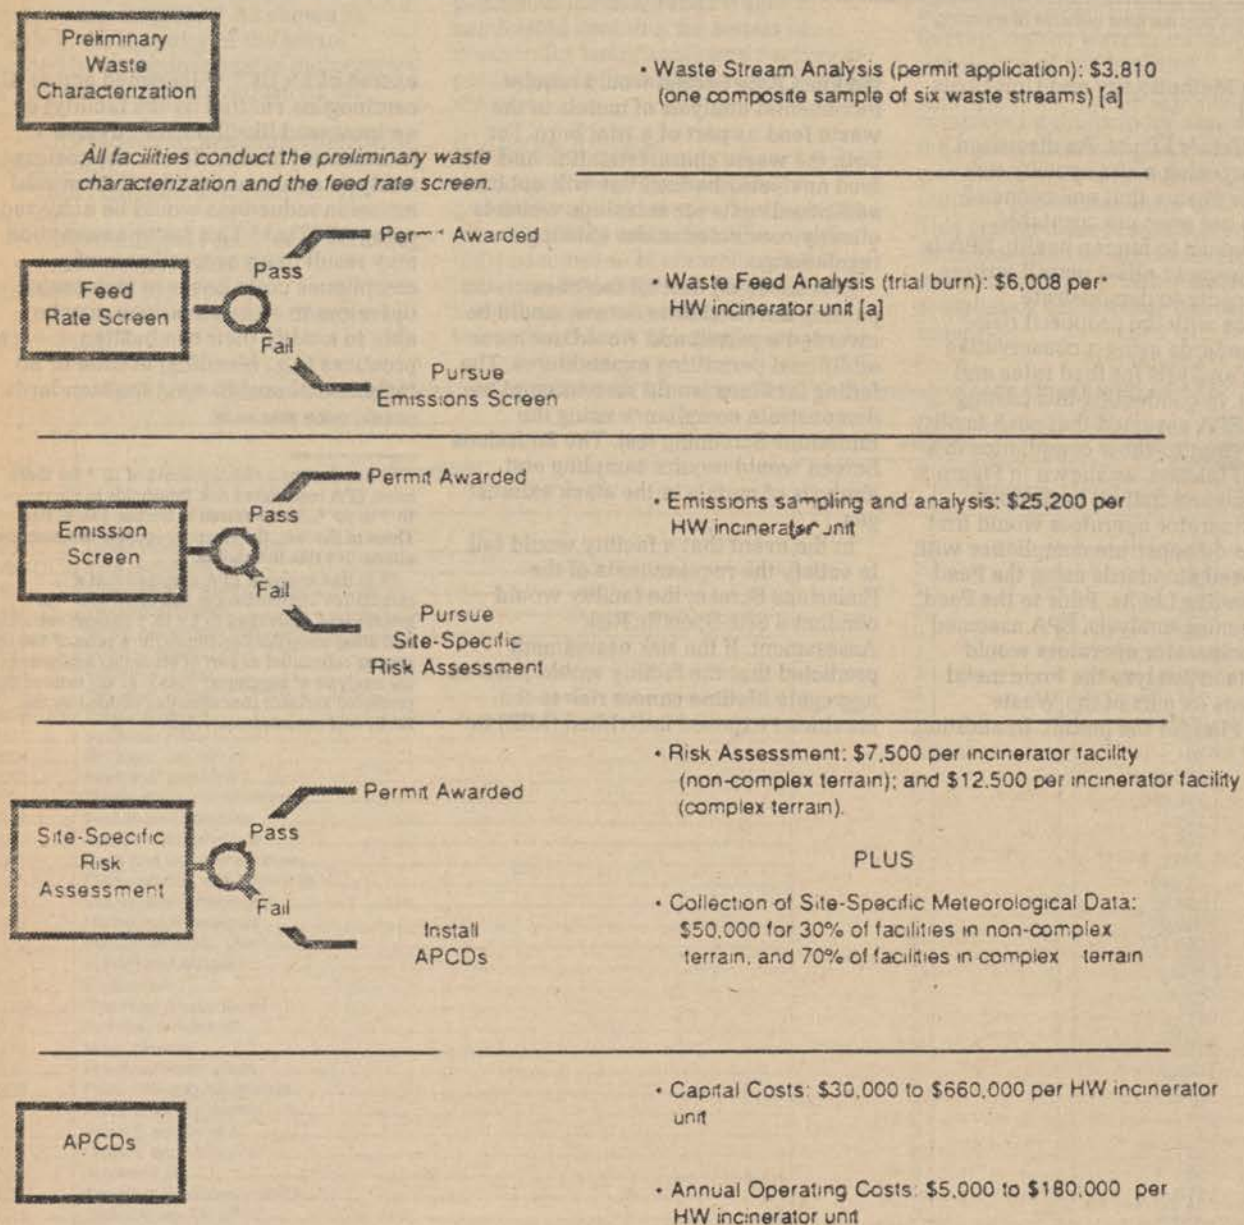 Preliminary
Waste
Characterization
• Waste Stream Analysis (permit application): $3,810
(one composite sample of six waste streams) [a]
All facilities conduct the preliminary waste
characterization and the feed rate screen.
Feed
Rate Screen
Pass
Permit Awarded
Fail
Pursue
Emissions Screen
• Waste Feed Analysis (trial burn): $6,008 per
HW incinerator unit [a]
Emission
Screen
Pass
Permit Awarded
Fail
Pursue
Site-Specific
Risk Assessment
• Emissions sampling and analysis: $25,200 per
HW incinerator unit
Site-Specific
Risk
Assessment
Pass
Permit Awarded
Fail
Install
APCDs
• Risk Assessment: $7,500 per incinerator facility
(non-complex terrain); and $12,500 per incinerator facility
(complex terrain).
PLUS
• Collection of Site-Specific Meteorological Data:
$50,000 for 30% of facilities in non-complex
terrain, and 70% of facilities in complex terrain
APCDs
• Capital Costs: $30,000 to $660,000 per HW incinerator
unit
• Annual Operating Costs: $5,000 to $180,000 per
HW incinerator unit